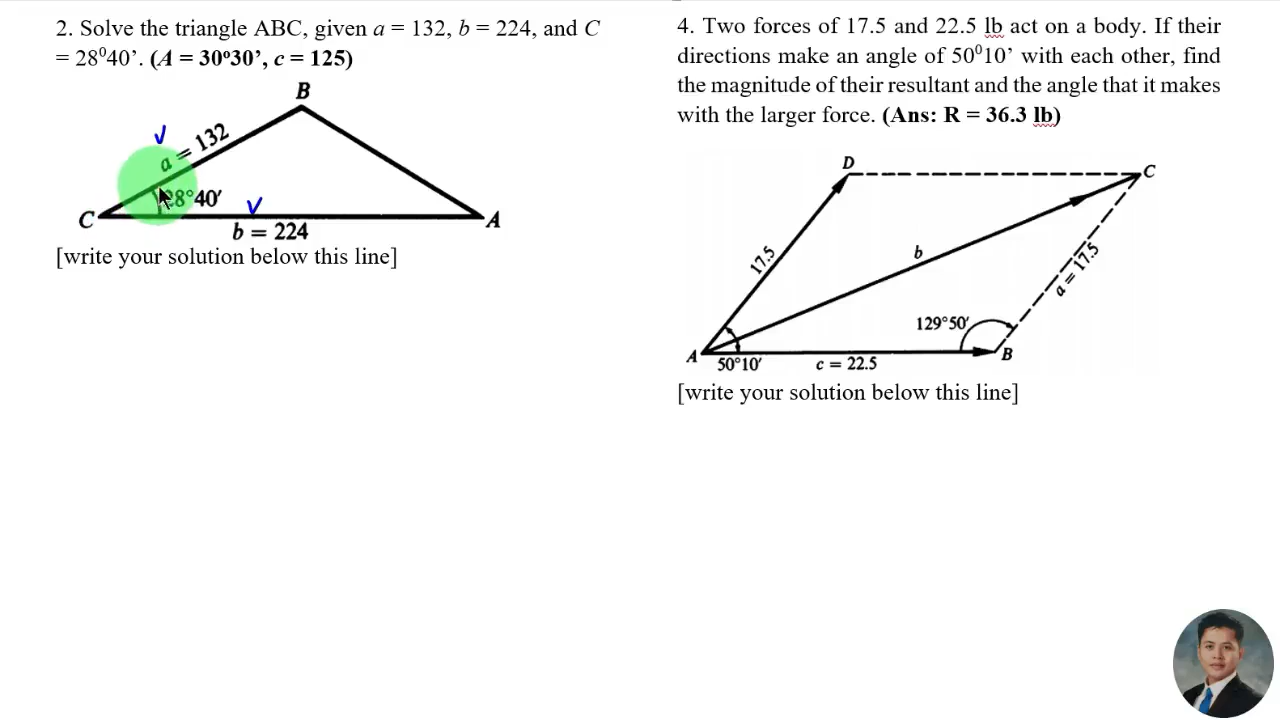 2. Solve the triangle ABC, given a = 132, b = 224, and C
= 28⁰40’. (A = 30º30’, c = 125)
B
a = 132
28°40′
C
A
b = 224
[write your solution below this line]
4. Two forces of 17.5 and 22.5 lb act on a body. If their
directions make an angle of 50⁰10’ with each other, find
the magnitude of their resultant and the angle that it makes
with the larger force. (Ans: R = 36.3 lb)
D
C
17.5
b
a = 17.5
129°50′
A
B
50°10′
c = 22.5
[write your solution below this line]